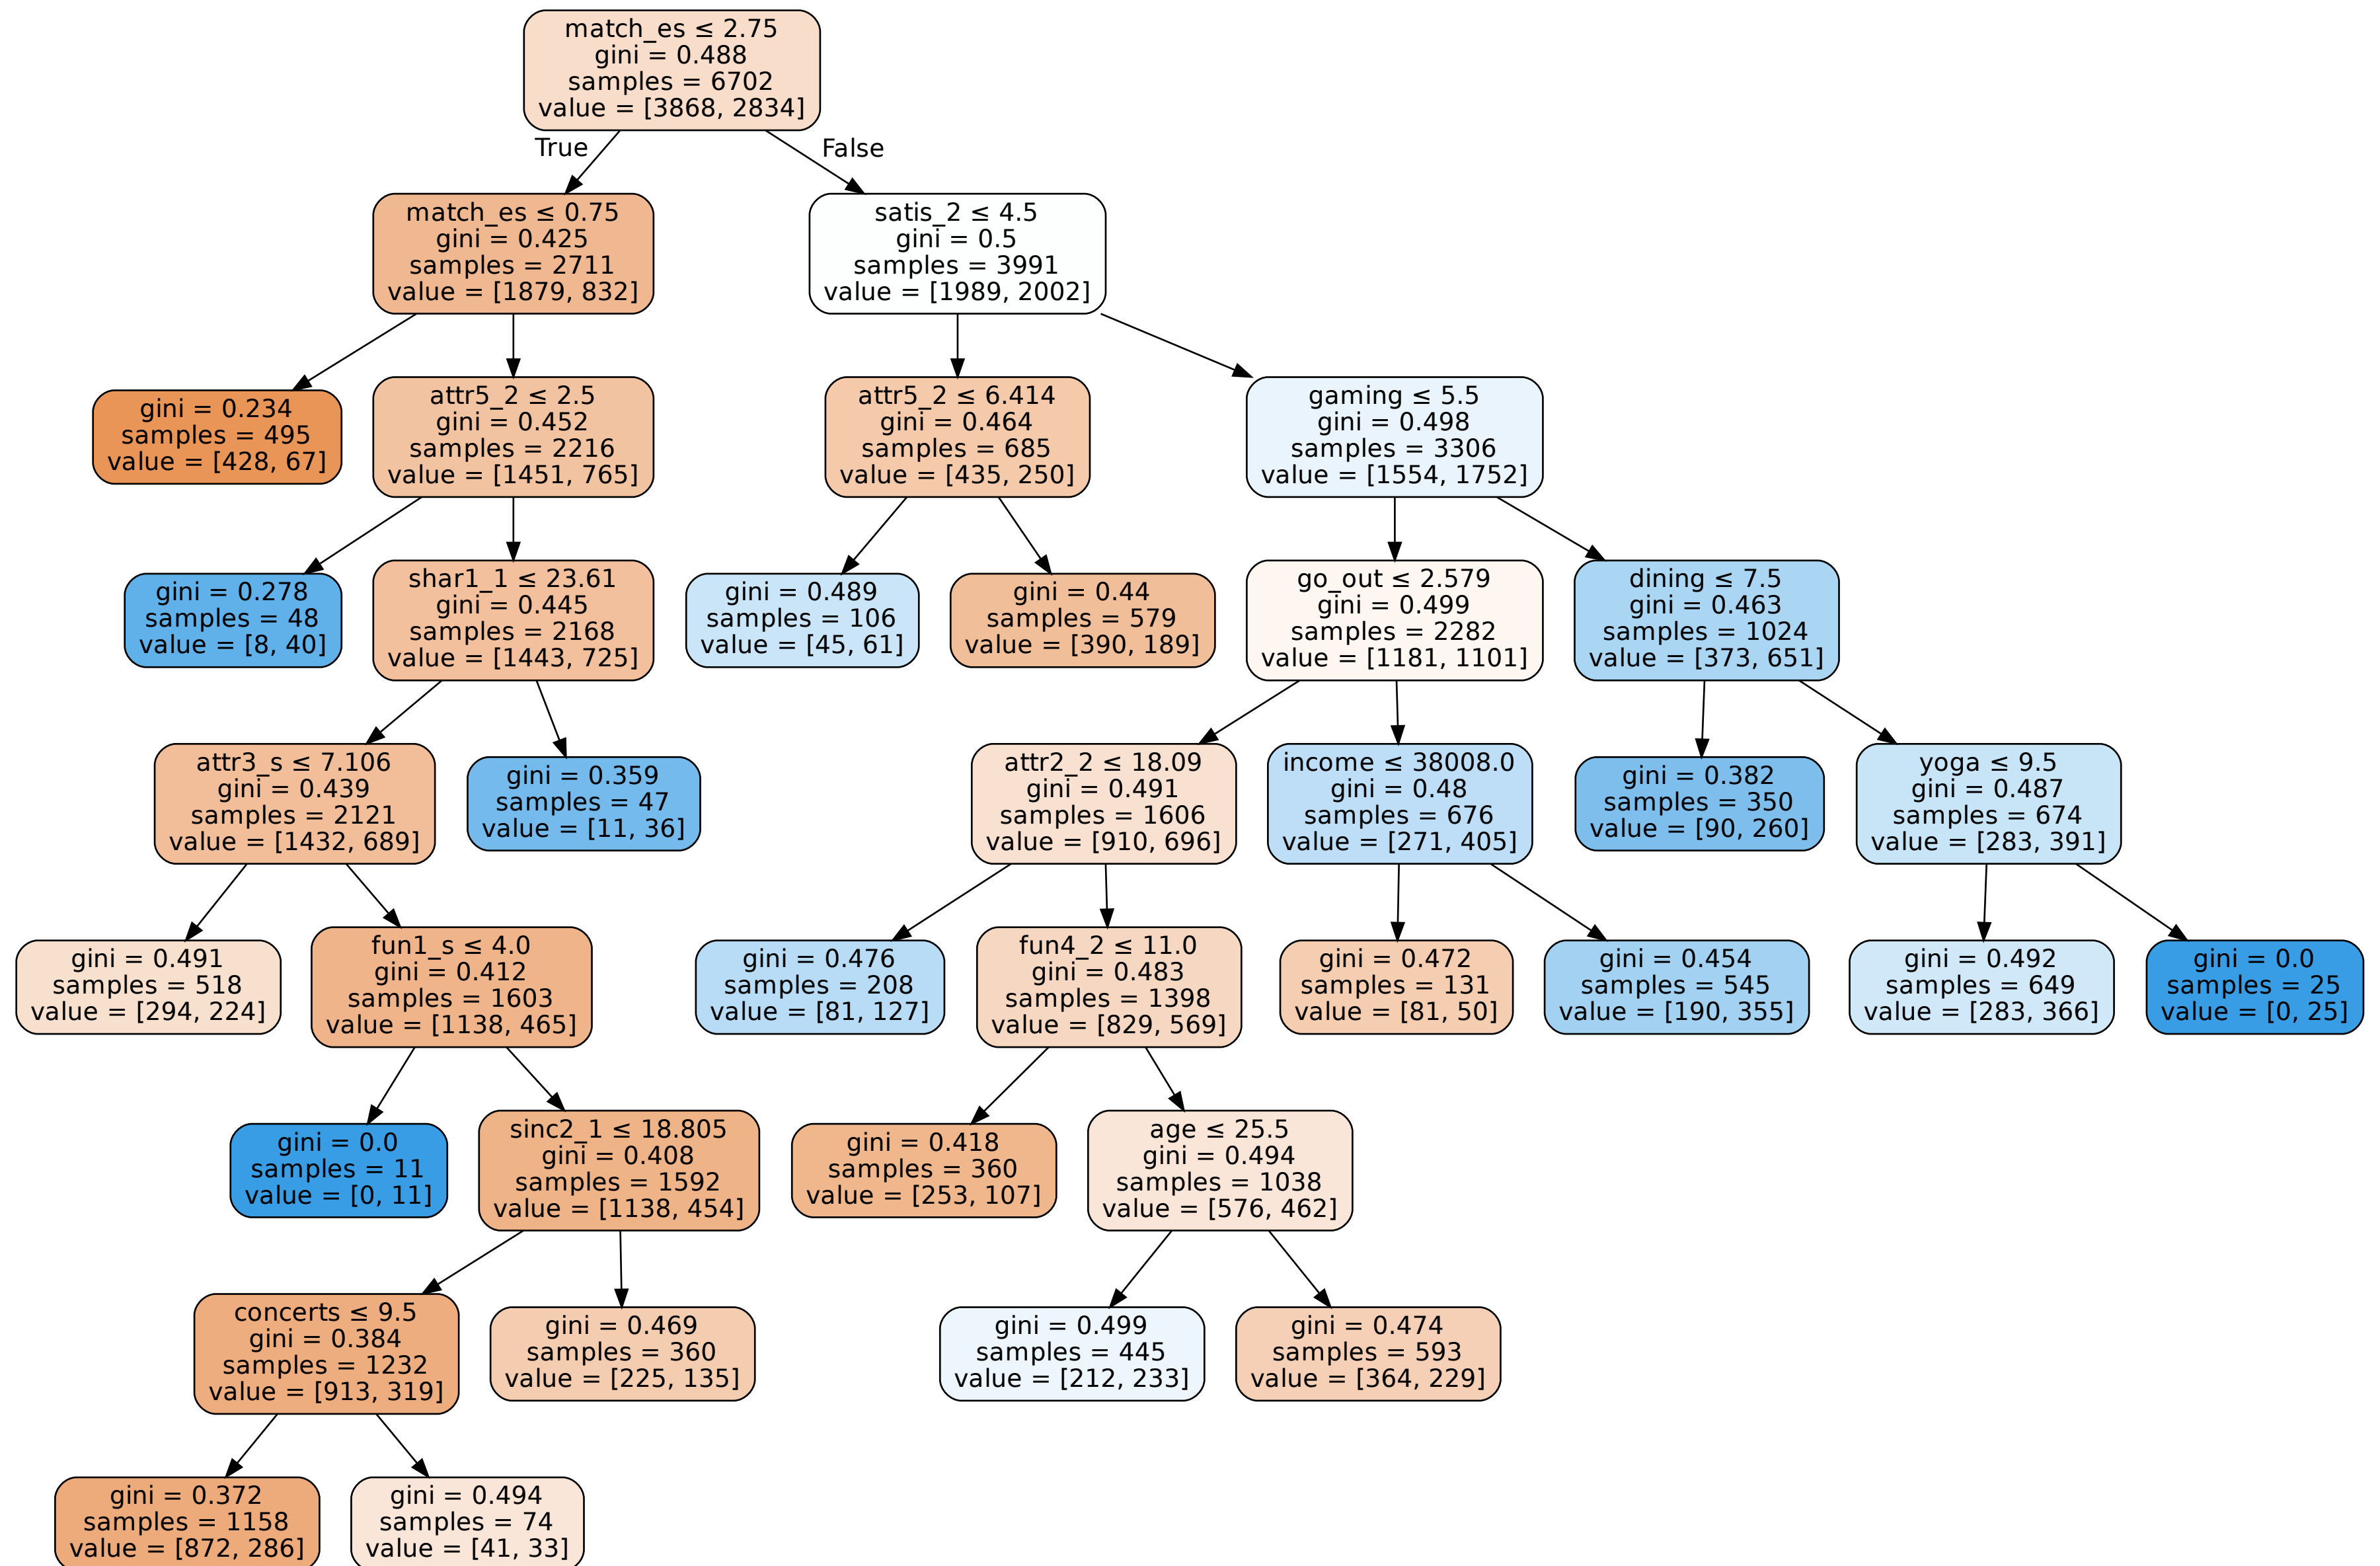 match_es ≤ 2.75
gini = 0.488
samples = 6702
value = [3868, 2834]
True
False
match_es ≤ 0.75
gini = 0.425
samples = 2711
value = [1879, 832]
satis_2 ≤ 4.5
gini = 0.5
samples = 3991
value = [1989, 2002]
gini = 0.234
samples = 495
value = [428, 67]
attr5_2 ≤ 2.5
gini = 0.452
samples = 2216
value = [1451, 765]
attr5_2 ≤ 6.414
gini = 0.464
samples = 685
value = [435, 250]
gaming ≤ 5.5
gini = 0.498
samples = 3306
value = [1554, 1752]
gini = 0.278
samples = 48
value = [8, 40]
shar1_1 ≤ 23.61
gini = 0.445
samples = 2168
value = [1443, 725]
gini = 0.489
samples = 106
value = [45, 61]
gini = 0.44
samples = 579
value = [390, 189]
go_out ≤ 2.579
gini = 0.499
samples = 2282
value = [1181, 1101]
dining ≤ 7.5
gini = 0.463
samples = 1024
value = [373, 651]
attr3_s ≤ 7.106
gini = 0.439
samples = 2121
value = [1432, 689]
gini = 0.359
samples = 47
value = [11, 36]
attr2_2 ≤ 18.09
gini = 0.491
samples = 1606
value = [910, 696]
income ≤ 38008.0
gini = 0.48
samples = 676
value = [271, 405]
gini = 0.382
samples = 350
value = [90, 260]
yoga ≤ 9.5
gini = 0.487
samples = 674
value = [283, 391]
gini = 0.491
samples = 518
value = [294, 224]
fun1_s ≤ 4.0
gini = 0.412
samples = 1603
value = [1138, 465]
gini = 0.476
samples = 208
value = [81, 127]
fun4_2 ≤ 11.0
gini = 0.483
samples = 1398
value = [829, 569]
gini = 0.472
samples = 131
value = [81, 50]
gini = 0.454
samples = 545
value = [190, 355]
gini = 0.492
samples = 649
value = [283, 366]
gini = 0.0
samples = 25
value = [0, 25]
gini = 0.0
samples = 11
value = [0, 11]
sinc2_1 ≤ 18.805
gini = 0.408
samples = 1592
value = [1138, 454]
gini = 0.418
samples = 360
value = [253, 107]
age ≤ 25.5
gini = 0.494
samples = 1038
value = [576, 462]
concerts ≤ 9.5
gini = 0.384
samples = 1232
value = [913, 319]
gini = 0.469
samples = 360
value = [225, 135]
gini = 0.499
samples = 445
value = [212, 233]
gini = 0.474
samples = 593
value = [364, 229]
gini = 0.372
samples = 1158
value = [872, 286]
gini = 0.494
samples = 74
value = [41, 33]